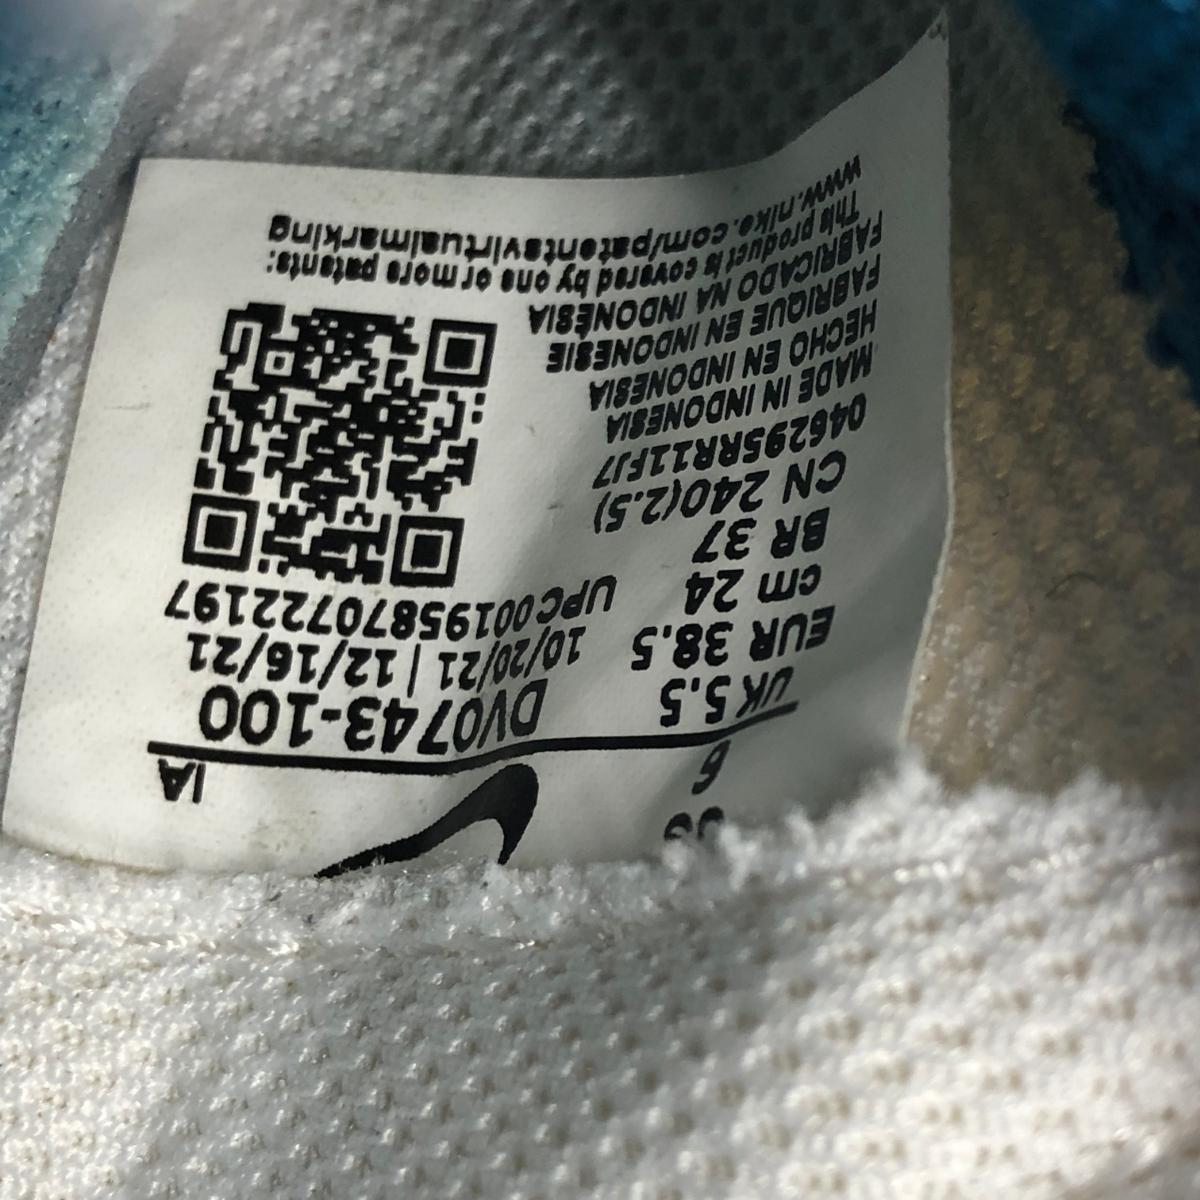 6
IA
UK 5.5
DV0743-100
EUR 38.5
10/20/21 | 12/16/21
cm 24
UPC00195870722197
BR 37
CN 240(2.5)
046295RR11FJ7
MADE IN INDONESIA
HECHO EN INDONESIA
FABRIQUE EN INDONESIE
FABRICADO NA INDONÉSIA
This product is covered by one or more patents:
www.nike.com/patentsvirtualmarking